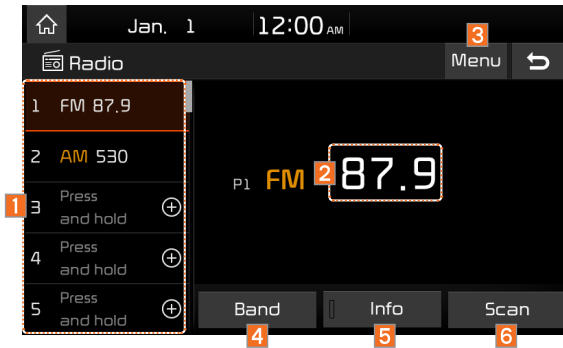 Jan. 1 12:00 AM
3
Radio Menu
1 FM 87.9
2 AM 530
1
3 Press and hold
4 Press and hold
5 Press and hold
P1 FM 2 87.9
Band Info Scan
4 5 6